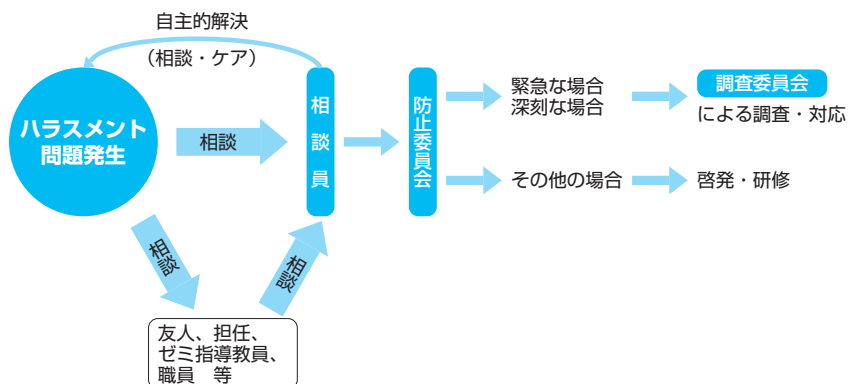 自主的解決
（相談・ケア）
ハラスメント
問題発生
相談
相談員
防止委員会
緊急な場合
深刻な場合
調査委員会
による調査・対応
その他の場合
啓発・研修
相談
相談
友人、担任、
ゼミ指導教員、
職員　等